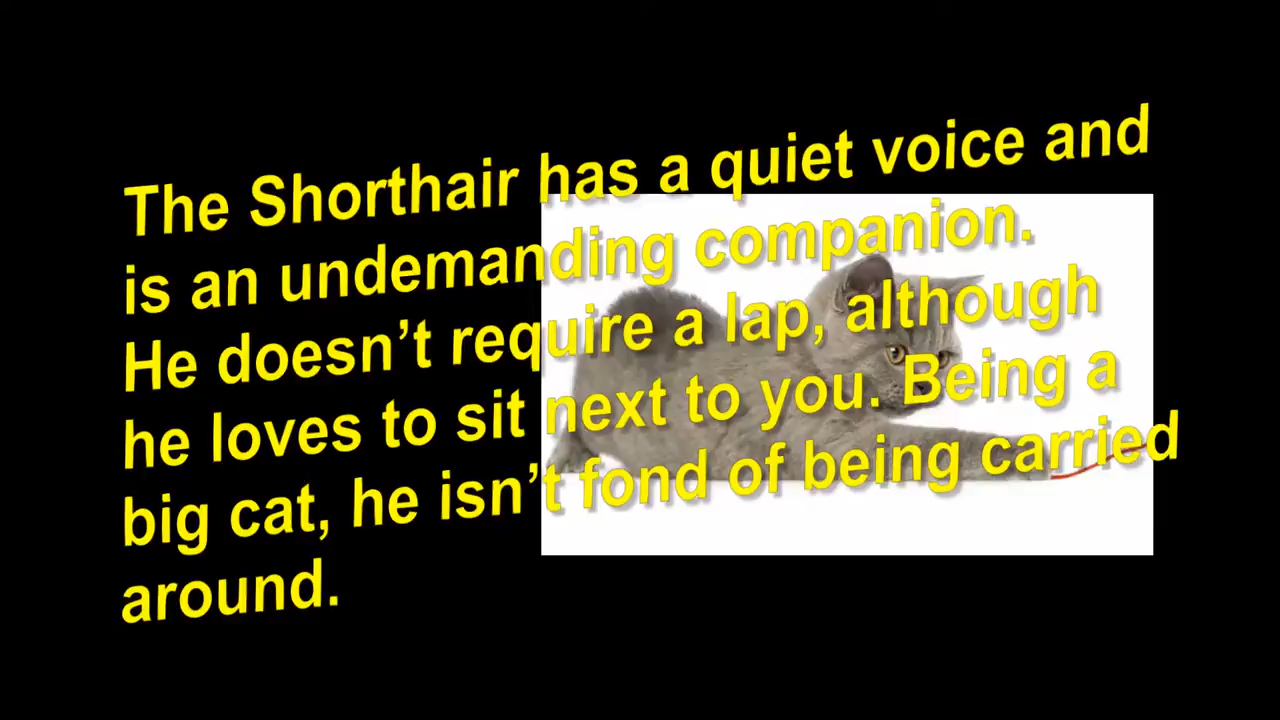 The Shorthair has a quiet voice and
is an undemanding companion.
He doesn’t require a lap, although
he loves to sit next to you. Being a
big cat, he isn’t fond of being carried
around.